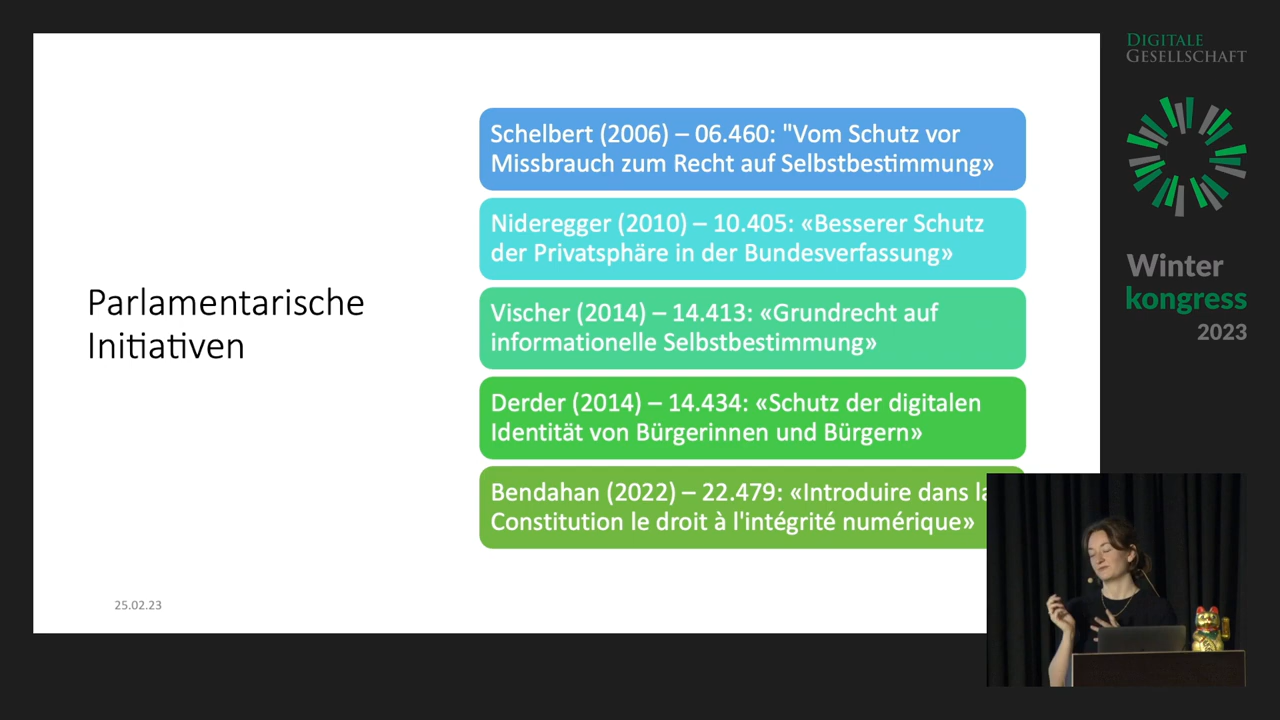 Parlamentarische
Initiativen
Schelbert (2006) – 06.460: "Vom Schutz vor
Missbrauch zum Recht auf Selbstbestimmung»
Nideregger (2010) – 10.405: «Besserer Schutz
der Privatsphäre in der Bundesverfassung»
Vischer (2014) – 14.413: «Grundrecht auf
informationelle Selbstbestimmung»
Derder (2014) – 14.434: «Schutz der digitalen
Identität von Bürgerinnen und Bürgern»
Bendahan (2022) – 22.479: «Introduire dans la
Constitution le droit à l'intégrité numérique»
25.02.23
DIGITALE
GESELLSCHAFT
Winter
kongress
2023